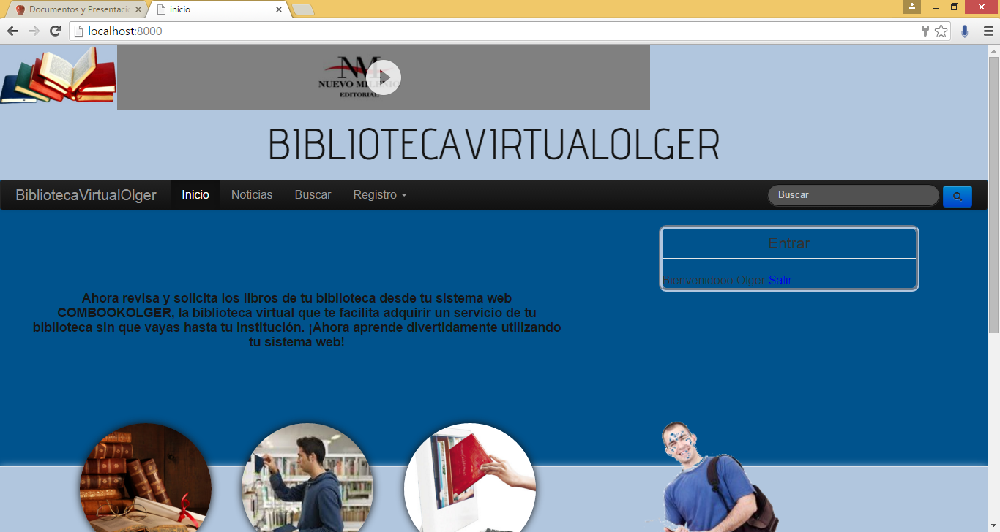 Documentos y Presentaci
inicio
localhost:8000
NM
NUEVO MILENIO
EDITORIAL
BIBLIOTECAVIRTUALOLGER
BibliotecaVirtualOlger Inicio Noticias Buscar Registro Buscar
Entrar
Bienvenidooo Olger Salir
Ahora revisa y solicita los libros de tu biblioteca desde tu sistema web
COMBOOKOLGER, la biblioteca virtual que te facilita adquirir un servicio de tu
biblioteca sin que vayas hasta tu institución. ¡Ahora aprende divertidamente utilizando
tu sistema web!